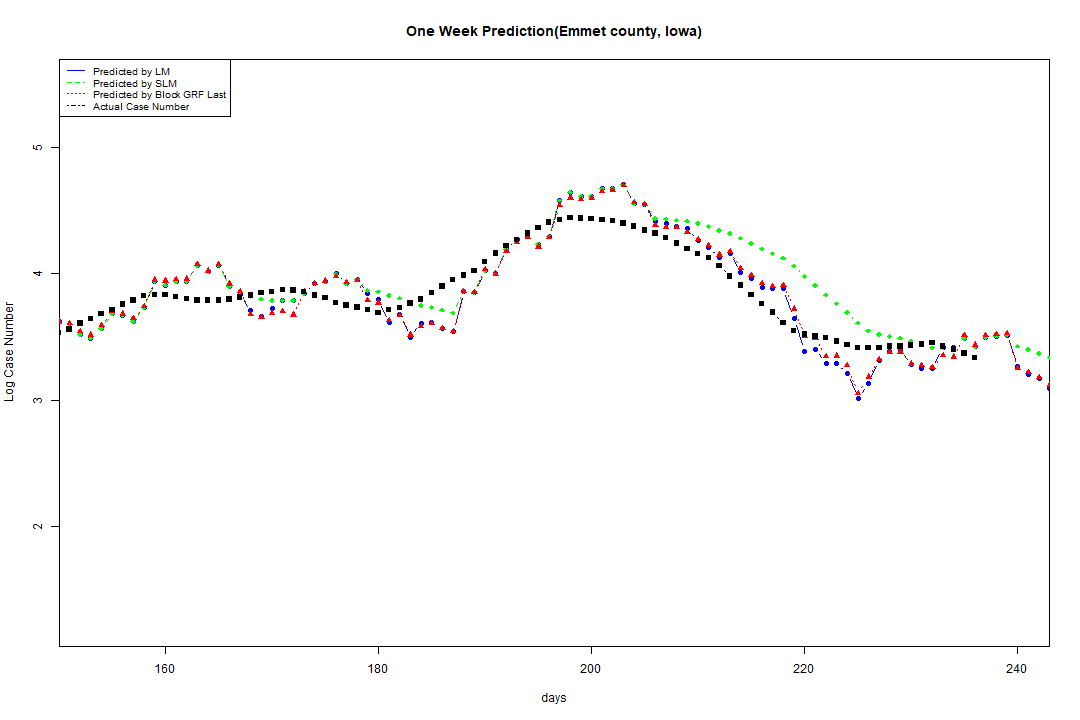 One Week Prediction(Emmet county, Iowa)
Predicted by LM
Predicted by SLM
Predicted by Block GRF Last
Actual Case Number
5
4
3
2
Log Case Number
160 180 200 220 240
days